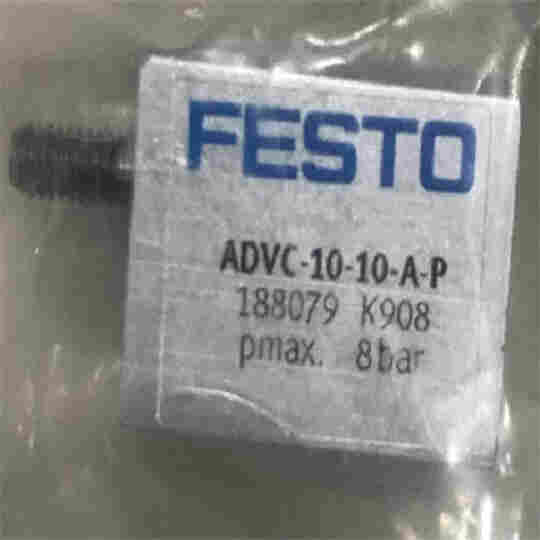 FESTO
ADVC-10-10-A-P
188079 K908
pmax. 8bar